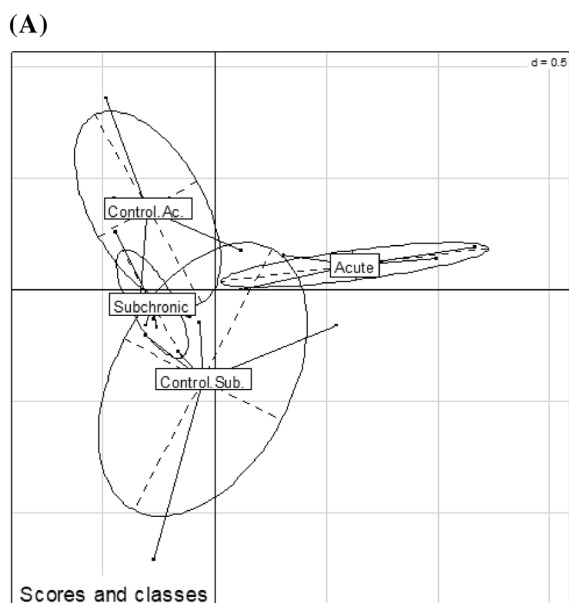 (A)
d = 0.5
Control.Ac.
Acute
Subchronic
Control.Sub.
Scores and classes